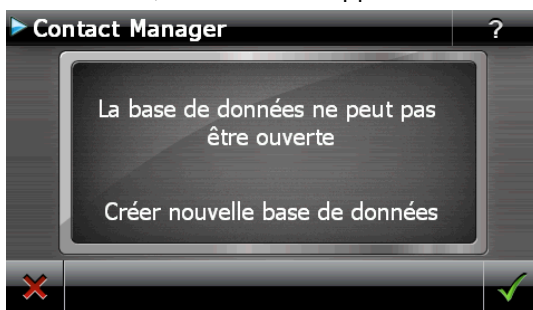 Contact Manager ?
La base de données ne peut pas
être ouverte
Créer nouvelle base de données